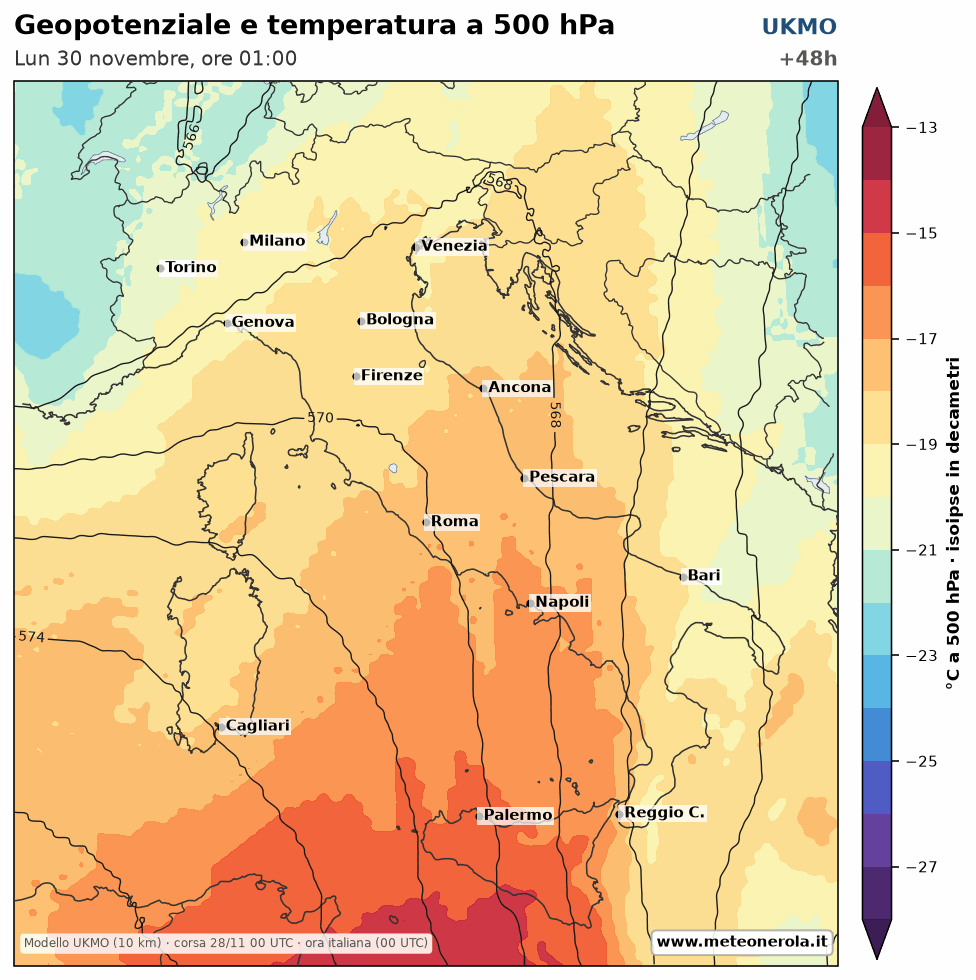 Geopotenziale e temperatura a 500 hPa
UKMO
Lun 30 novembre, ore 01:00
+48h
566
568
Milano
Venezia
Torino
Genova
Bologna
Firenze
Ancona
570
568
Pescara
Roma
Bari
Napoli
574
Cagliari
Palermo
Reggio C.
Modello UKMO (10 km) · corsa 28/11 00 UTC · ora italiana (00 UTC)
www.meteonerola.it
−13
−15
−17
−19
−21
−23
−25
−27
°C a 500 hPa · isoipse in decametri